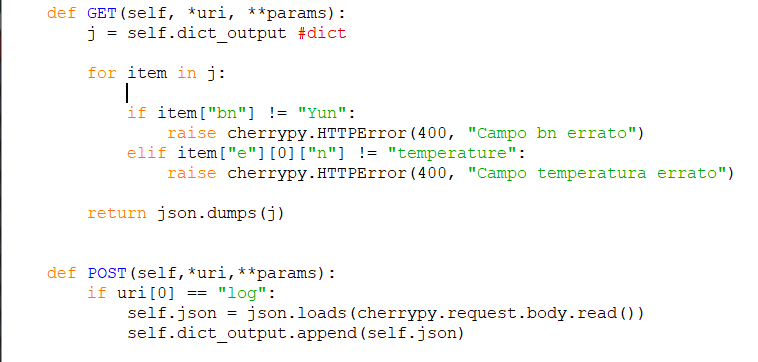 def GET(self, *uri, **params):
    j = self.dict_output #dict
    for item in j:
        if item["bn"] != "Yun":
            raise cherrypy.HTTPError(400, "Campo bn errato")
        elif item["e"][0]["n"] != "temperature":
            raise cherrypy.HTTPError(400, "Campo temperatura errato")
    return json.dumps(j)
def POST(self,*uri,**params):
    if uri[0] == "log":
        self.json = json.loads(cherrypy.request.body.read())
        self.dict_output.append(self.json)